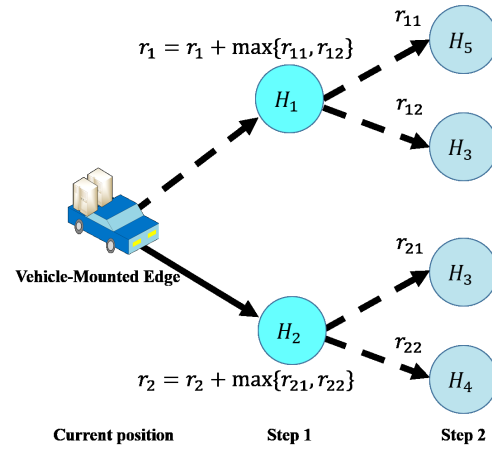 r₁₁
H₅
r₁ = r₁ + max{r₁₁, r₁₂}
H₁
r₁₂
H₃
Vehicle-Mounted Edge
r₂₁
H₃
H₂
r₂₂
r₂ = r₂ + max{r₂₁, r₂₂}
H₄
Current position
Step 1
Step 2